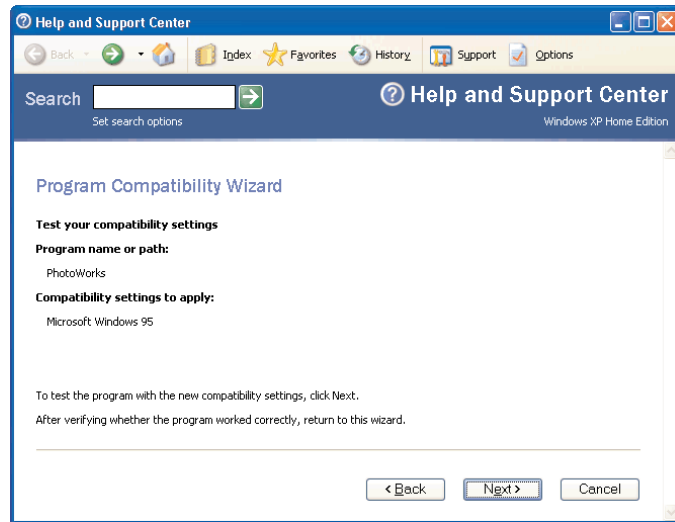 Help and Support Center
Back Index Favorites History Support Options
Search Help and Support Center
Set search options Windows XP Home Edition
Program Compatibility Wizard
Test your compatibility settings
Program name or path:
PhotoWorks
Compatibility settings to apply:
Microsoft Windows 95
To test the program with the new compatibility settings, click Next.
After verifying whether the program worked correctly, return to this wizard.
< Back Next > Cancel